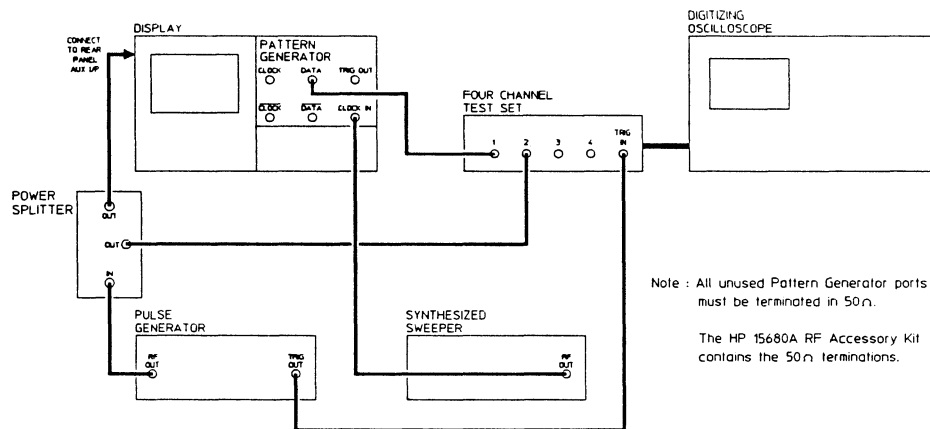 CONNECT
TO REAR
PANEL
AUX I/P
DISPLAY
PATTERN
GENERATOR
CLOCK DATA TRIG OUT
CLOCK DATA CLOCK IN
DIGITIZING
OSCILLOSCOPE
FOUR CHANNEL
TEST SET
1 2 3 4 TRIG
IN
POWER
SPLITTER
OUT
OUT
IN
Note : All unused Pattern Generator ports
must be terminated in 50Ω.
The HP 15680A RF Accessory Kit
contains the 50Ω terminations.
PULSE
GENERATOR
RF
OUT
TRIG
OUT
SYNTHESIZED
SWEEPER
RF
OUT